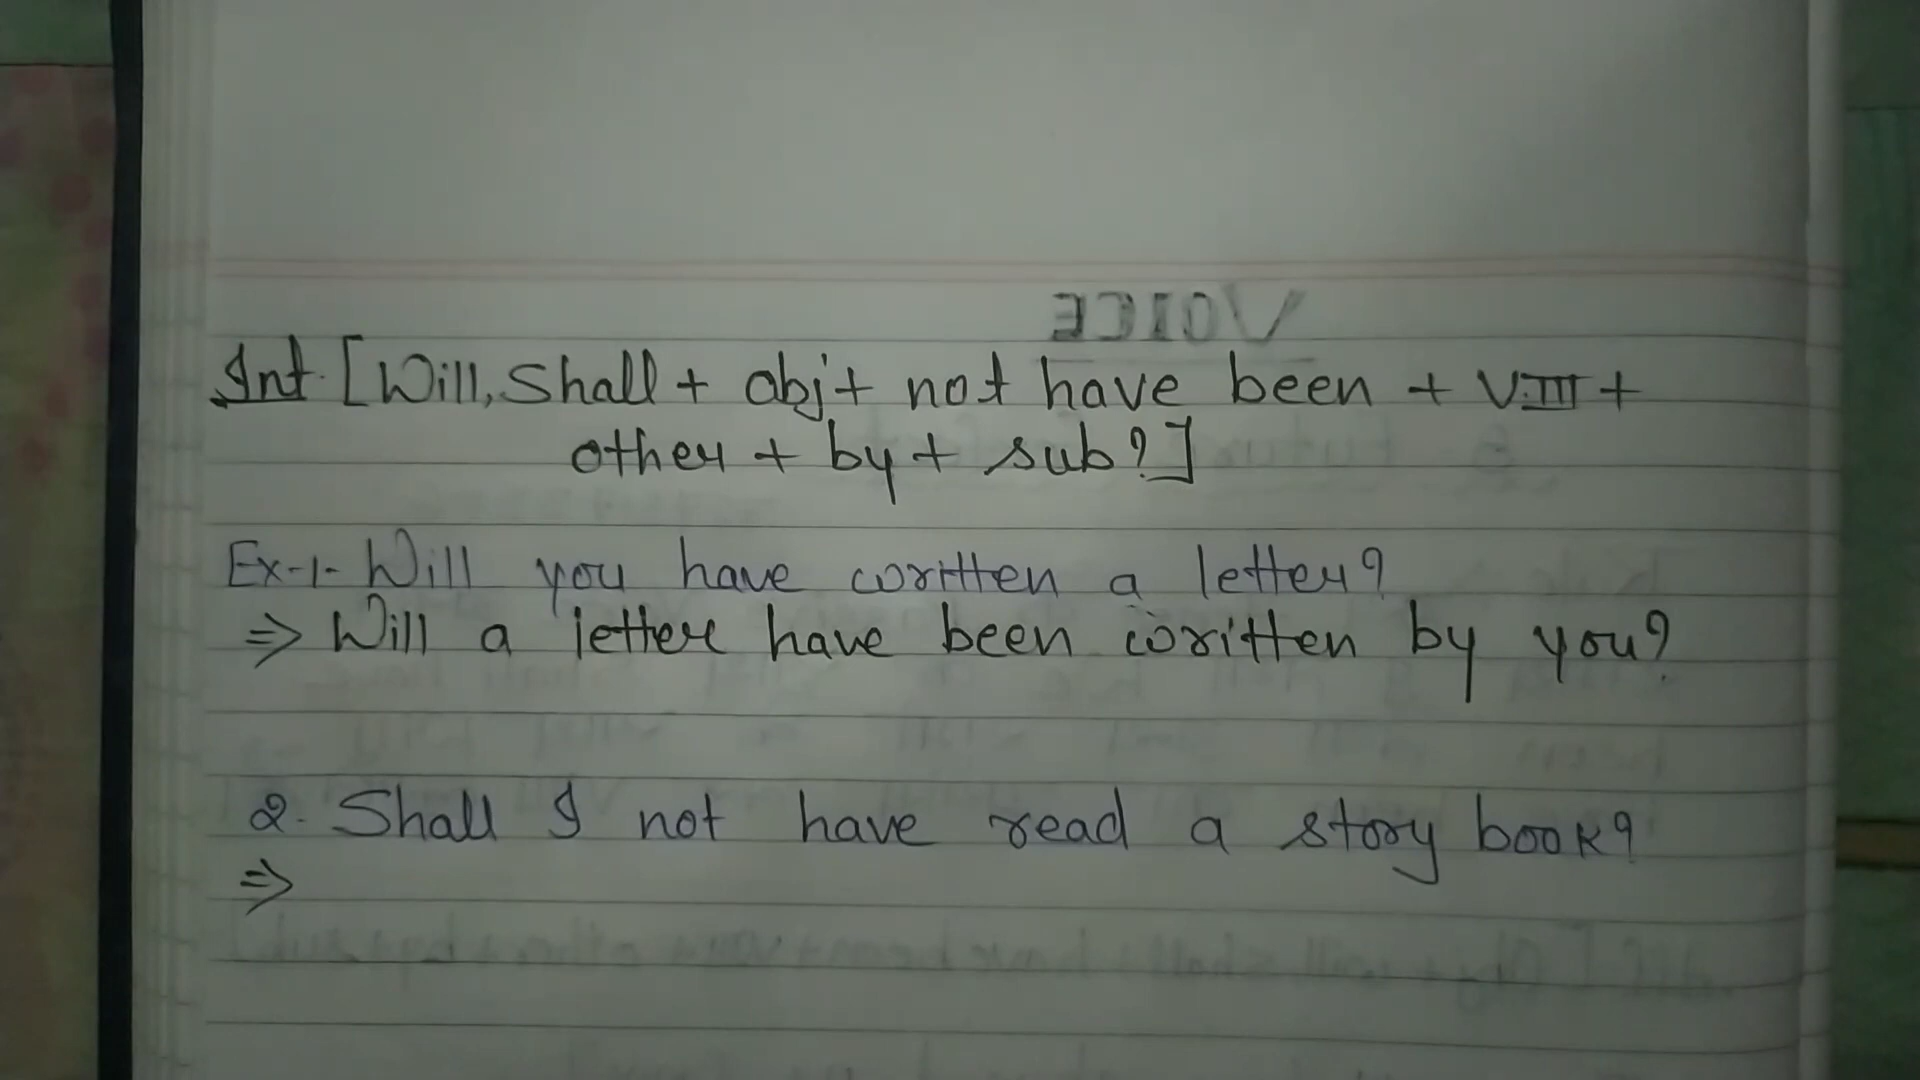 VOICE
Int. [Will, Shall + obj + not have been + V.III +
other + by + sub?]
Ex-1- Will you have written a letter?
⇒ Will a letter have been written by you?
2. Shall I not have read a story book?
⇒